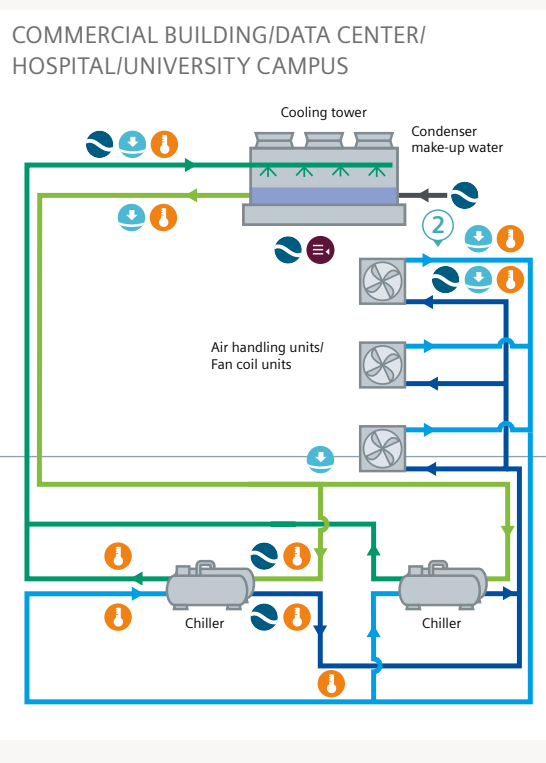 COMMERCIAL BUILDING/DATA CENTER/
HOSPITAL/UNIVERSITY CAMPUS
Cooling tower
Condenser
make-up water
2
Air handling units/
Fan coil units
Chiller
Chiller